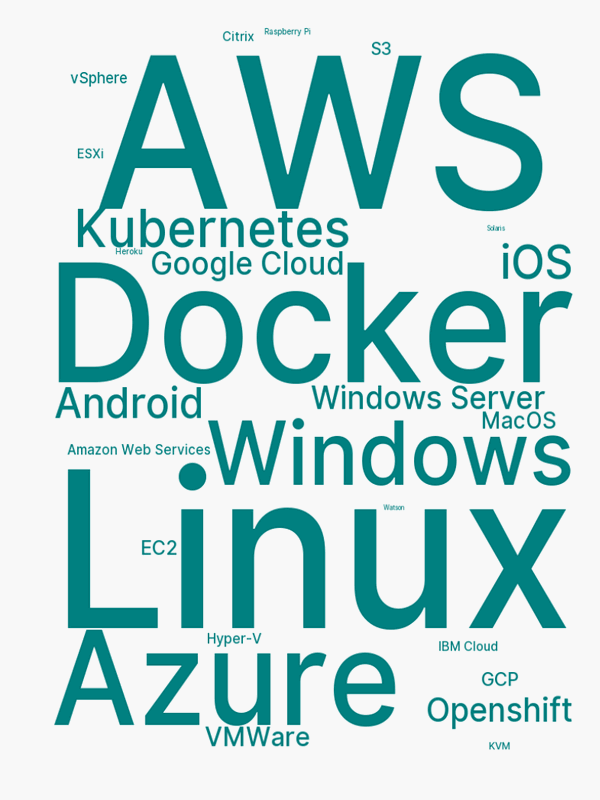 Citrix
Raspberry Pi
S3
vSphere
AWS
ESXi
Kubernetes
Solaris
Heroku
Google Cloud
iOS
Docker
Android
Windows Server
MacOS
Amazon Web Services
Windows
Linux
Watson
EC2
Azure
Hyper-V
IBM Cloud
GCP
Openshift
VMWare
KVM